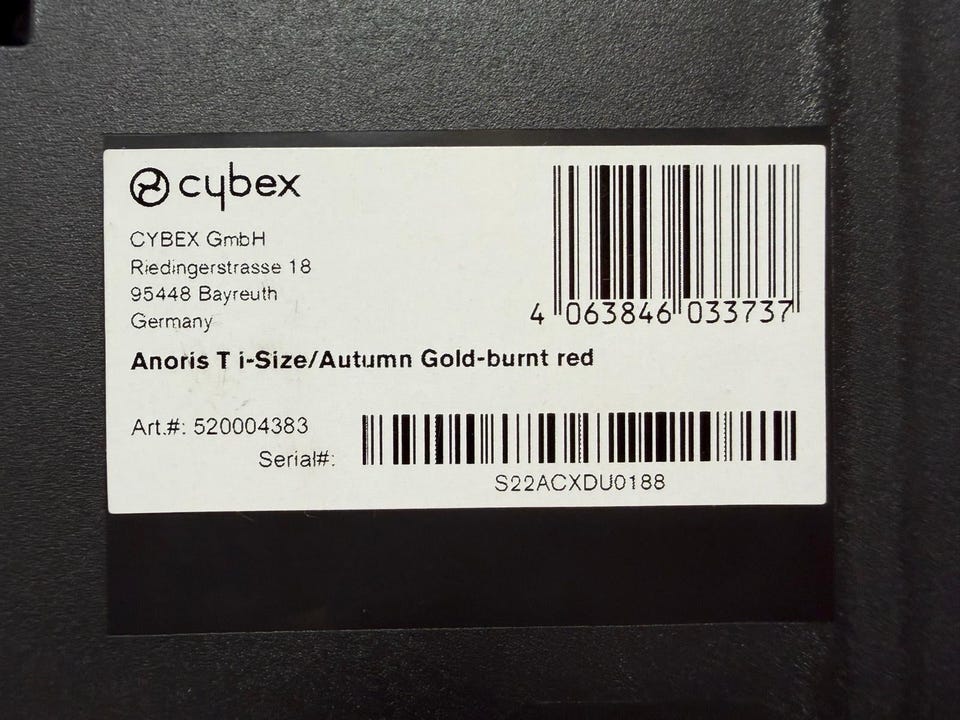 cybex
CYBEX GmbH
Riedingerstrasse 18
95448 Bayreuth
Germany
4 063846 033737
Anoris T i-Size/Autumn Gold-burnt red
Art.#: 520004383
Serial#:
S22ACXDU0188